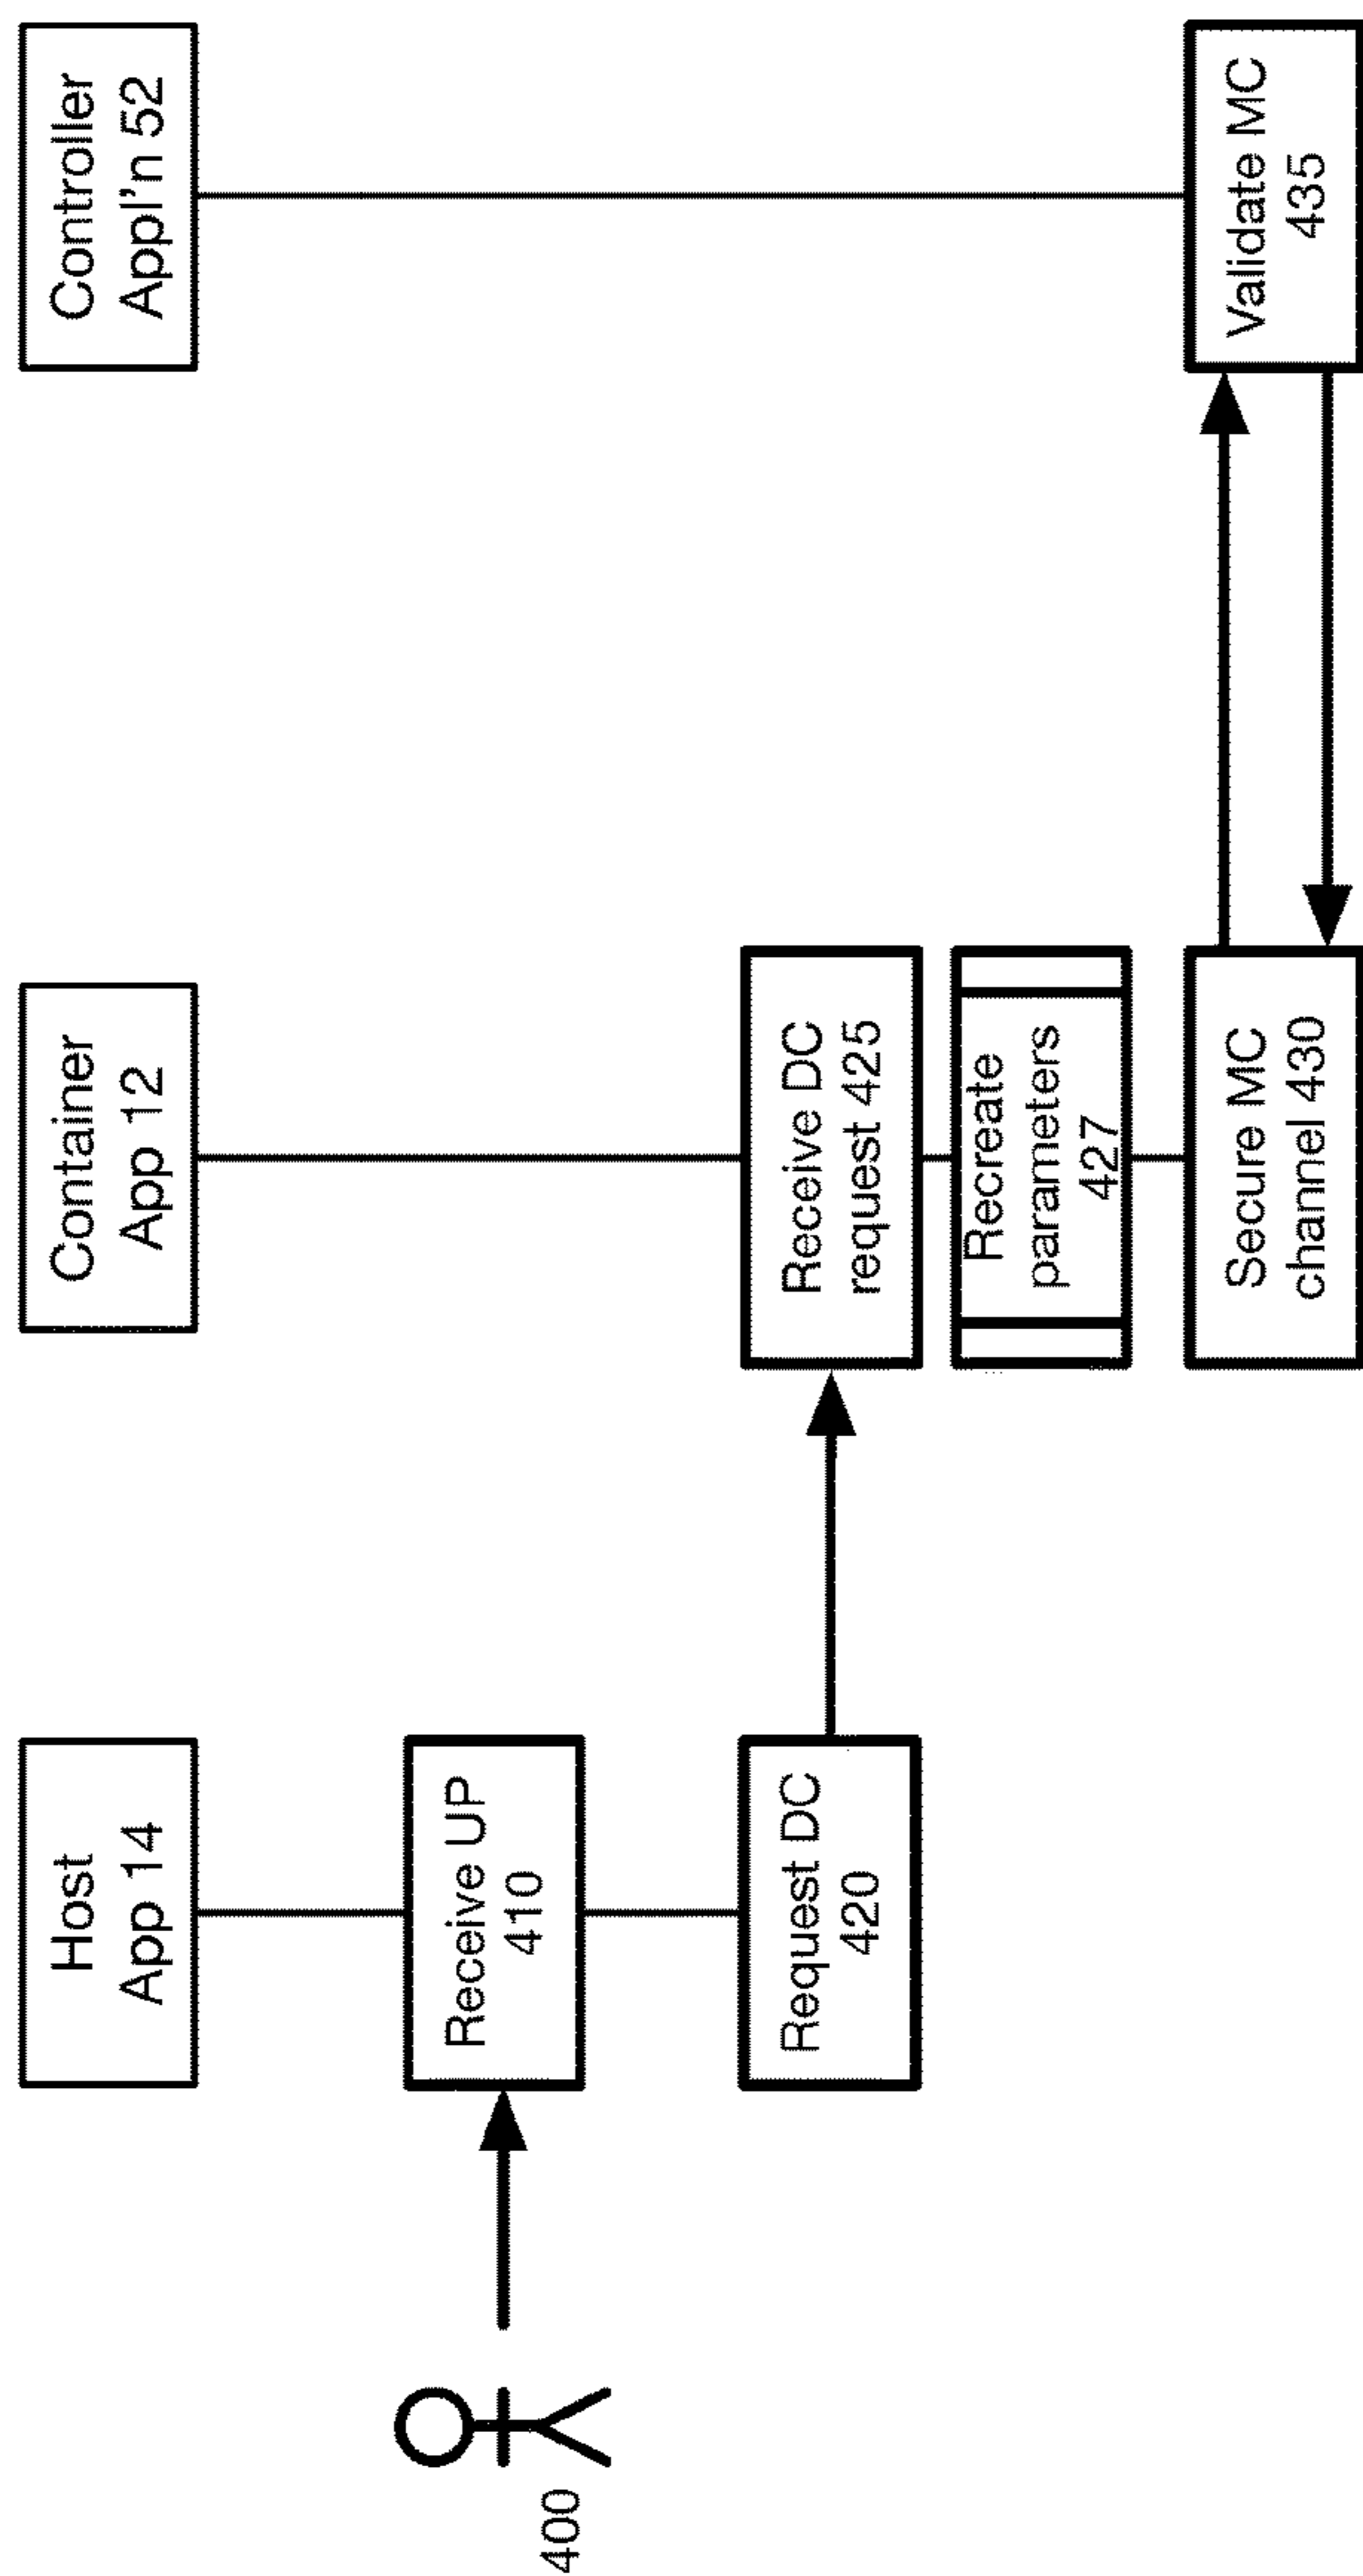 Host
App 14
Container
App 12
Controller
Appl'n 52
400
Receive UP
410
Request DC
420
Receive DC
request 425
Recreate
parameters
427
Secure MC
channel 430
Validate MC
435